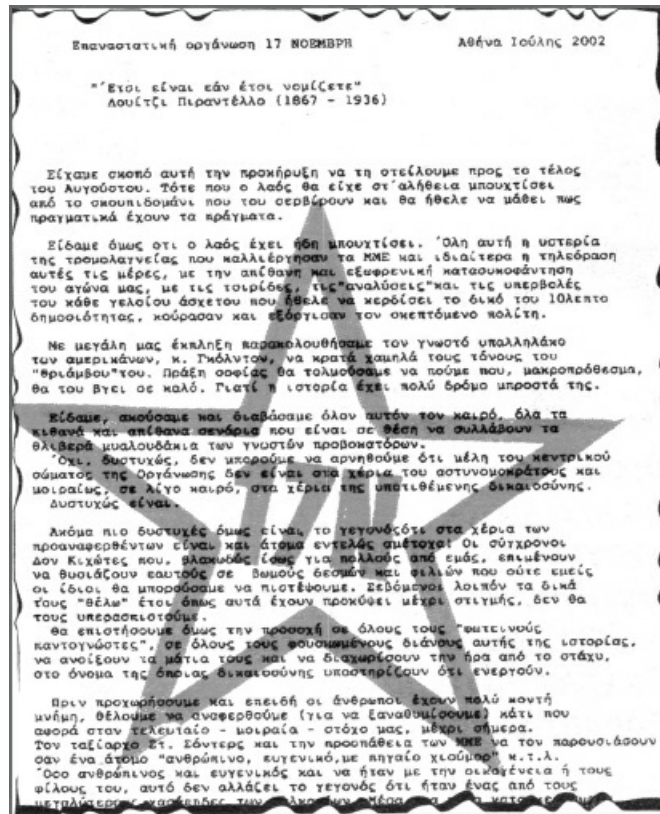 Επαναστατική οργάνωση 17 ΝΟΕΜΒΡΗ Αθήνα Ιούλης 2002
"Έτσι είναι εάν έτσι νομίζετε"
Λουίτζι Πιραντέλλο (1867 - 1936)
Είχαμε σκοπό αυτή την προκήρυξη να τη στείλουμε προς το τέλος
του Αυγούστου. Τότε που ο λαός θα είχε στ'αλήθεια μπουχτίσει
από το σκουπιδομάνι που του σερβίρουν και θα ήθελε να μάθει πως
πραγματικά έχουν τα πράγματα.
Είδαμε όμως οτι ο λαός έχει ήδη μπουχτίσει. Όλη αυτή η υστερία
της τρομολαγνείας που καλλιέργησαν τα ΜΜΕ και ιδιαίτερα η τηλεόραση
αυτές τις μέρες, με την απίθανη και εξωφρενική κατασυκοφάντηση
του αγώνα μας, με τις τσιρίδες, τις"αναλύσεις"και τις υπερβολές
του κάθε γελοίου άσχετου που ήθελε να κερδίσει το δικό του 10λεπτο
δημοσιότητας, κούρασαν και εξόργισαν τον σκεπτόμενο πολίτη.
Με μεγάλη μας έκπληξη παρακολουθήσαμε τον γνωστό υπαλληλάκο
των αμερικάνων, κ. Γκόλντον, να κρατά χαμηλά τους τόνους του
"θριάμβου"του. Πράξη σοφίας θα τολμούσαμε να πούμε που, μακροπρόθεσμα,
θα του βγει σε καλό. Γιατί η ιστορία έχει πολύ δρόμο μπροστά της.
Είδαμε, ακούσαμε και διαβάσαμε όλον αυτόν τον καιρό, όλα τα
πιθανά και απίθανα σενάρια που είναι σε θέση να συλλάβουν τα
θλιβερά μυαλουδάκια των γνωστών προβοκατόρων.
Όχι, δυστυχώς, δεν μπορούμε να αρνηθούμε ότι μέλη του κεντρικού
σώματος της Οργάνωσης δεν είναι στα χέρια του αστυνομοκράτους και
μοιραίως, σε λίγο καιρό, στα χέρια της υποτιθέμενης δικαιοσύνης.
Δυστυχώς είναι.
Ακόμα πιο δυστυχές όμως είναι, το γεγονόςότι στα χέρια των
προαναφερθέντων είναι και άτομα εντελώς αμέτοχα! Οι σύγχρονοι
Δον Κιχώτες που, βλακωδώς ίσως για πολλούς από εμάς, επιμένουν
να θυσιάζουν εαυτούς σε βωμούς δεσμών και φιλιών που ούτε εμείς
οι ίδιοι θα μπορούσαμε να πιστέψουμε. Σεβόμενοι λοιπόν τα δικά
τους "θέλω" έτσι όπως αυτά έχουν προκύψει μέχρι στιγμής, δεν θα
τους υπερασπιστούμε.
Θα επιστήσουμε όμως την προσοχή σε όλους τους "φωτεινούς
παντογνώστες", σε όλους τους φουσκωμένους διάνους αυτής της ιστορίας,
να ανοίξουν τα μάτια τους και να διαχωρίσουν την ήρα από το στάχυ,
στο όνομα της όποιας δικαιοσύνης υποστηρίζουν ότι ενεργούν.
Πριν προχωρήσουμε και επειδή οι άνθρωποι έχουν πολύ κοντή
μνήμη, θέλουμε να αναφερθούμε (για να ξαναθυμίσουμε) κάτι που
αφορά στον τελευταίο - μοιραία - στόχο μας, μέχρι σήμερα.
Τον ταξίαρχο Στ. Σόντερς και την προσπάθεια των ΜΜΕ να τον παρουσιάσουν
σαν ένα άτομο "ανθρώπινο, ευγενικό,με πηγαίο χιούμορ" κ.τ.λ.
Όσο ανθρώπινος και ευγενικός και να ήταν με την οικογένεια ή τους
φίλους του, αυτό δεν αλλάζει το γεγονός ότι ήταν ένας από τους
μεγαλύτερους των